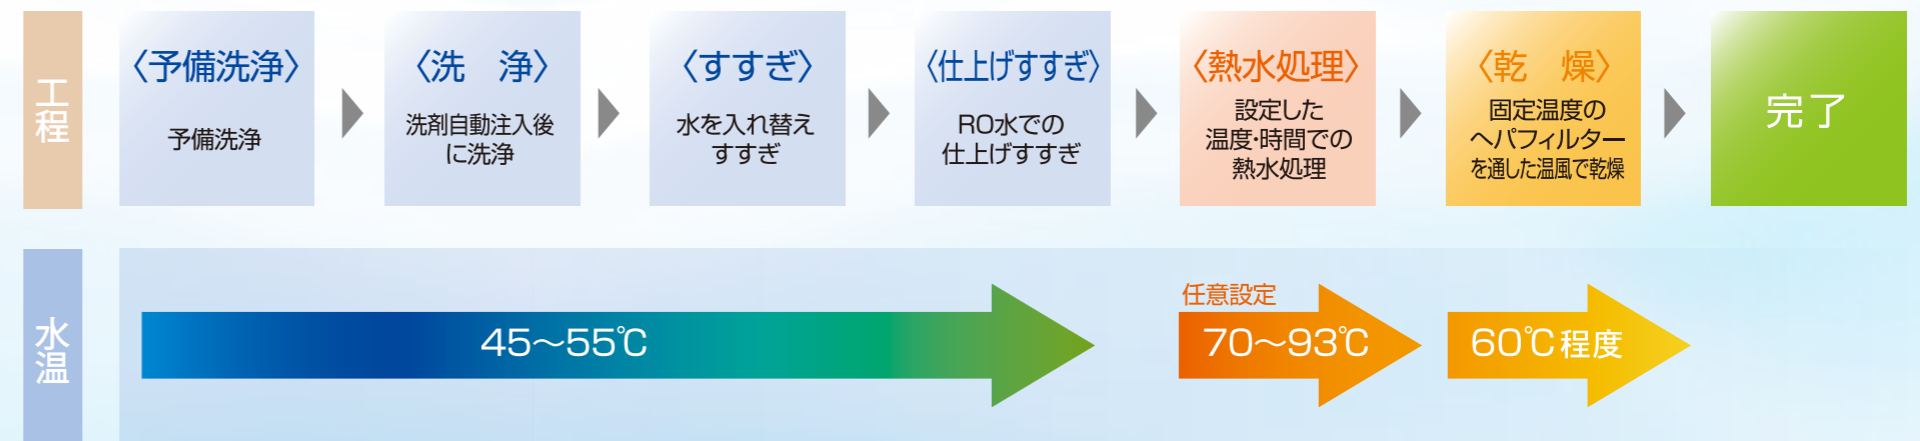 工程
〈予備洗浄〉
予備洗浄
〈洗　浄〉
洗剤自動注入後
に洗浄
〈すすぎ〉
水を入れ替え
すすぎ
〈仕上げすすぎ〉
RO水での
仕上げすすぎ
〈熱水処理〉
設定した
温度・時間での
熱水処理
〈乾　燥〉
固定温度の
ヘパフィルター
を通した温風で乾燥
完了
水温
45〜55℃
任意設定
70〜93℃
60℃程度